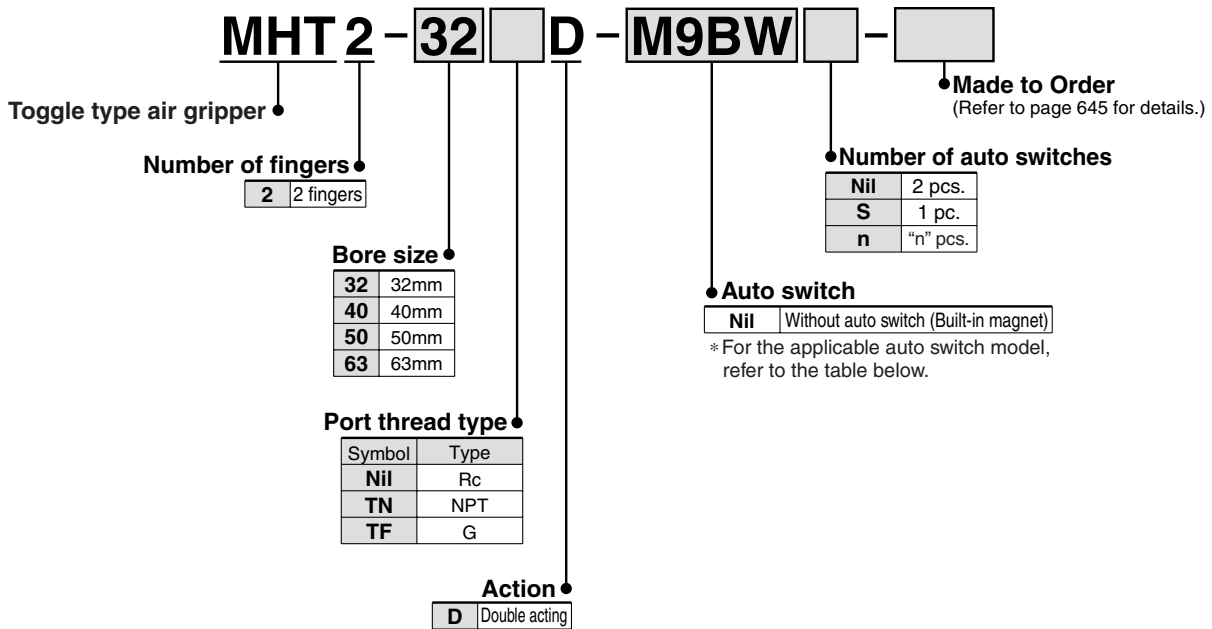 MHT 2 - 32 D - M9BW -
Made to Order
(Refer to page 645 for details.)
Toggle type air gripper
Number of fingers
2 2 fingers
Number of auto switches
Nil 2 pcs.
S 1 pc.
n “n” pcs.
Bore size
32 32mm
40 40mm
50 50mm
63 63mm
Auto switch
Nil Without auto switch (Built-in magnet)
*For the applicable auto switch model,
refer to the table below.
Port thread type
Symbol Type
Nil Rc
TN NPT
TF G
Action
D Double acting